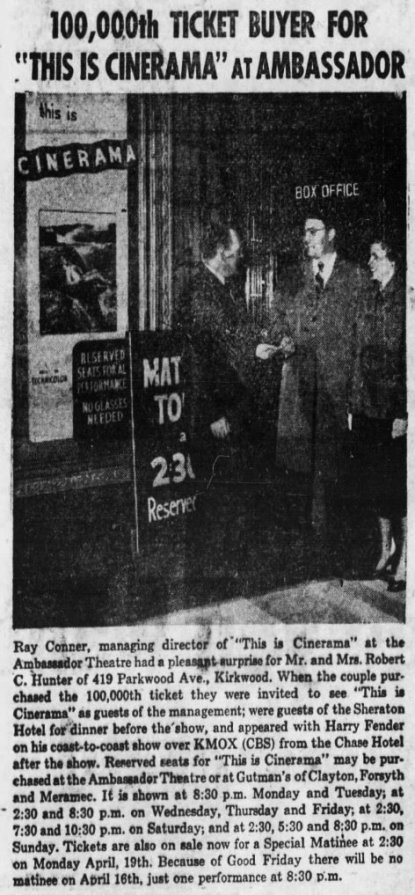 100,000th TICKET BUYER FOR
"THIS IS CINERAMA" AT AMBASSADOR
this is
CINERAMA
BOX OFFICE
TECHNICOLOR
RESERVED
SEATS FOR ALL
PERFORMANCE
NO GLASSES
NEEDED
MAT
TO
2:30
Reserved
Ray Conner, managing director of "This is Cinerama" at the
Ambassador Theatre had a pleasant surprise for Mr. and Mrs. Robert
C. Hunter of 419 Parkwood Ave., Kirkwood. When the couple pur-
chased the 100,000th ticket they were invited to see "This is
Cinerama" as guests of the management; were guests of the Sheraton
Hotel for dinner before the show, and appeared with Harry Fender
on his coast-to-coast show over KMOX (CBS) from the Chase Hotel
after the show. Reserved seats for "This is Cinerama" may be pur-
chased at the Ambassador Theatre or at Gutman's of Clayton, Forsyth
and Meramec. It is shown at 8:30 p.m. Monday and Tuesday; at
2:30 and 8:30 p.m. on Wednesday, Thursday and Friday; at 2:30,
7:30 and 10:30 p.m. on Saturday; and at 2:30, 5:30 and 8:30 p.m. on
Sunday. Tickets are also on sale now for a Special Matinee at 2:30
on Monday April, 19th. Because of Good Friday there will be no
matinee on April 16th, just one performance at 8:30 p.m.